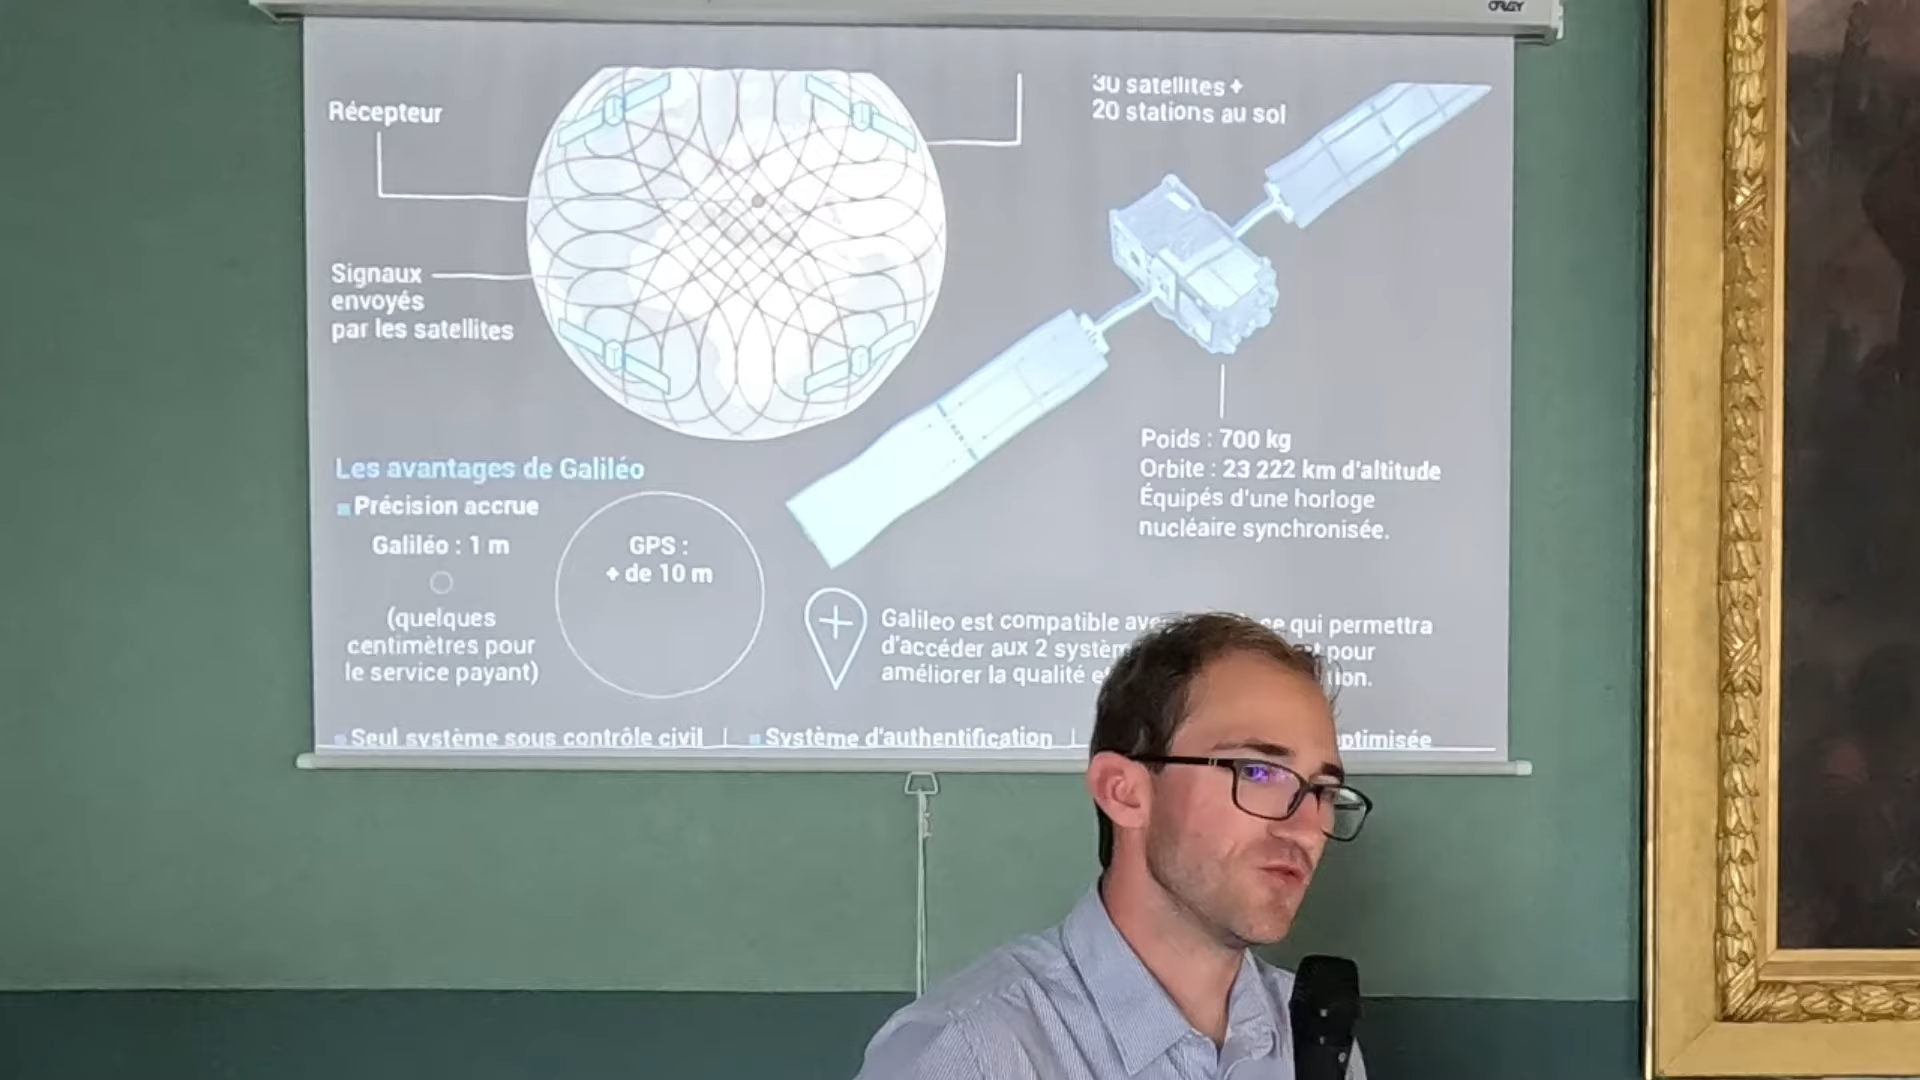 ORAY
Récepteur
30 satellites +
20 stations au sol
Signaux
envoyés
par les satellites
Poids : 700 kg
Orbite : 23 222 km d'altitude
Équipés d'une horloge
nucléaire synchronisée.
Les avantages de Galiléo
Précision accrue
Galiléo : 1 m
(quelques
centimètres pour
le service payant)
GPS :
+ de 10 m
Galileo est compatible ce qui permettra
d'accéder aux 2 pour
améliorer la qualité
Seul système sous contrôle civil
Système d'authentification